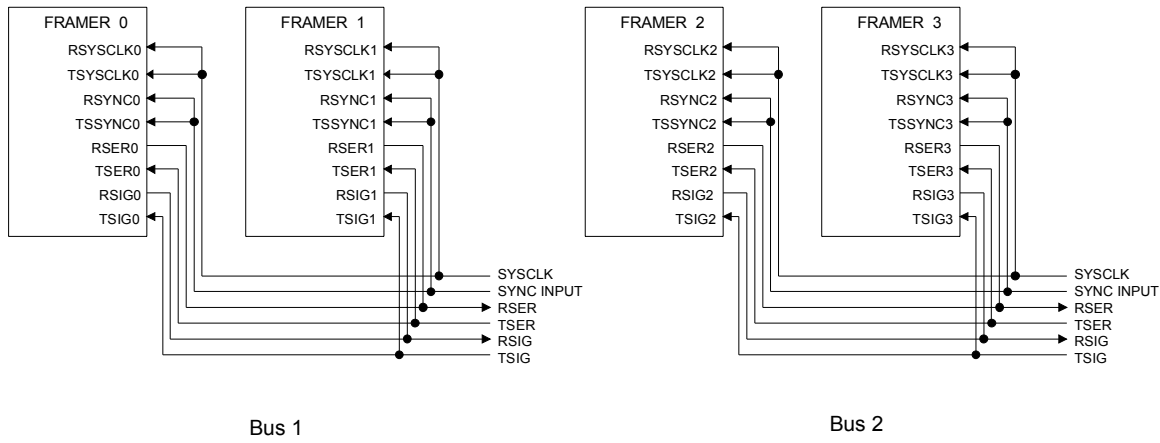 FRAMER 0
RSYSCLK0
TSYSCLK0
RSYNC0
TSSYNC0
RSER0
TSER0
RSIG0
TSIG0
FRAMER 1
RSYSCLK1
TSYSCLK1
RSYNC1
TSSYNC1
RSER1
TSER1
RSIG1
TSIG1
SYSCLK
SYNC INPUT
RSER
TSER
RSIG
TSIG
Bus 1
FRAMER 2
RSYSCLK2
TSYSCLK2
RSYNC2
TSSYNC2
RSER2
TSER2
RSIG2
TSIG2
FRAMER 3
RSYSCLK3
TSYSCLK3
RSYNC3
TSSYNC3
RSER3
TSER3
RSIG3
TSIG3
SYSCLK
SYNC INPUT
RSER
TSER
RSIG
TSIG
Bus 2